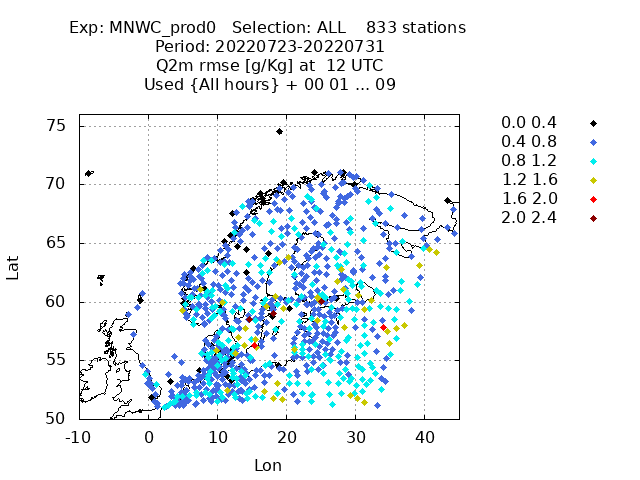 Exp: MNWC_prod0   Selection: ALL    833 stations
Period: 20220723-20220731
Q2m rmse [g/Kg] at  12 UTC
Used {All hours} + 00 01 ... 09
0.0 0.4
0.4 0.8
0.8 1.2
1.2 1.6
1.6 2.0
2.0 2.4
75
70
65
60
55
50
Lat
-10 0 10 20 30 40
Lon